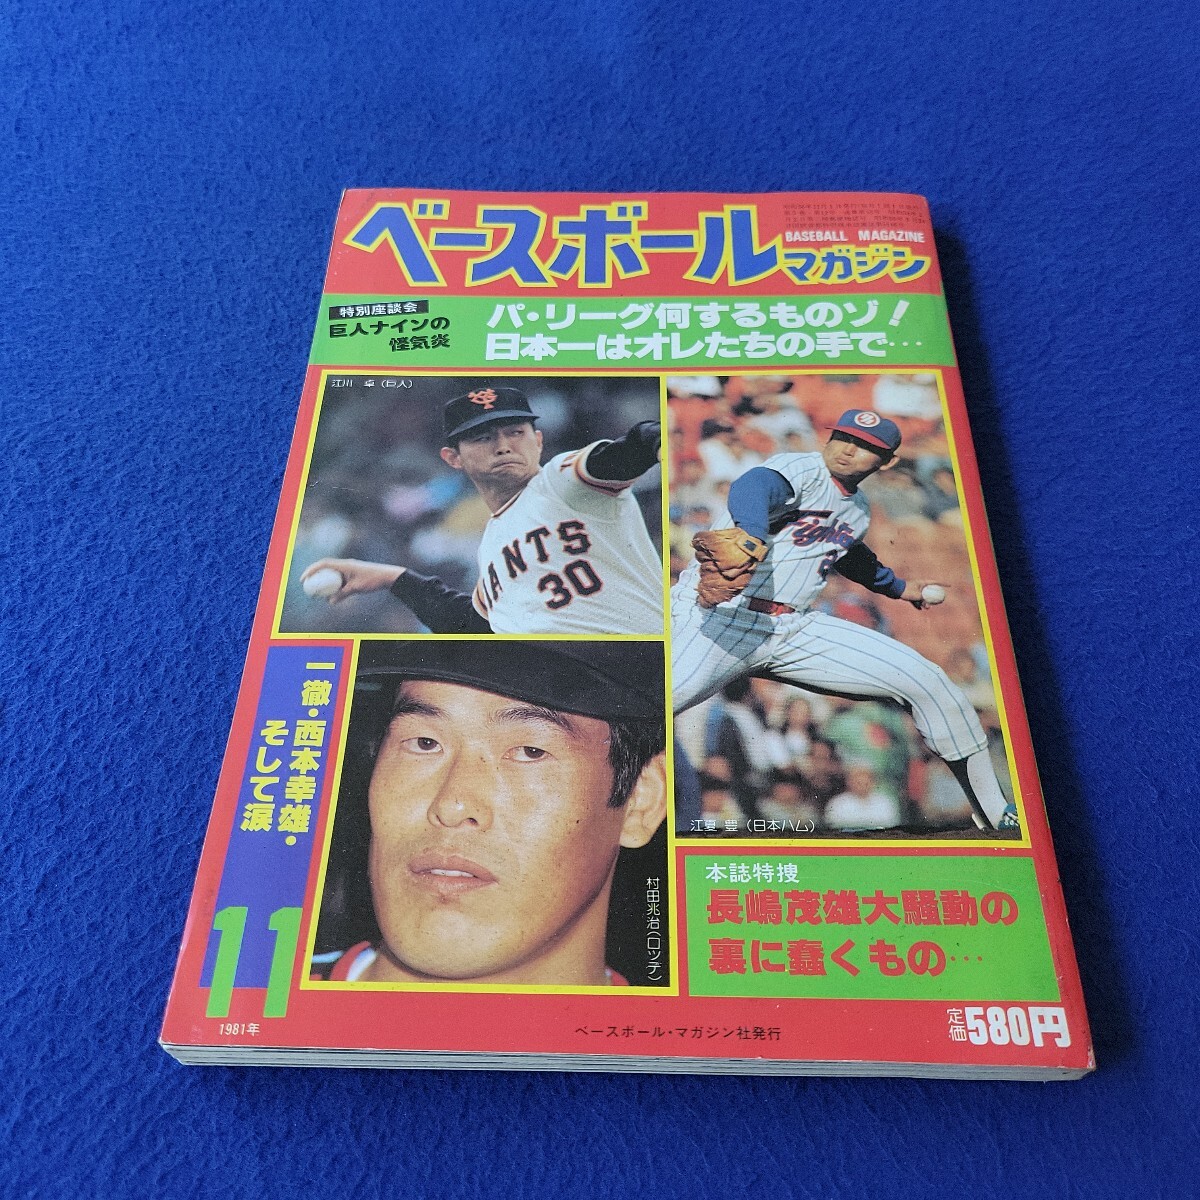 ベースボール
マガジン
BASEBALL MAGAZINE
特別座談会
巨人ナインの
怪気炎
パ・リーグ何するものゾ！
日本一はオレたちの手で…
江川 卓（巨人）
GIANTS
30
Fighters
2
江夏 豊（日本ハム）
村田兆治（ロッテ）
一徹・西本幸雄・
そして涙
11
1981年
本誌特捜
長嶋茂雄大騒動の
裏に蠢くもの…
ベースボール・マガジン社発行
定価580円